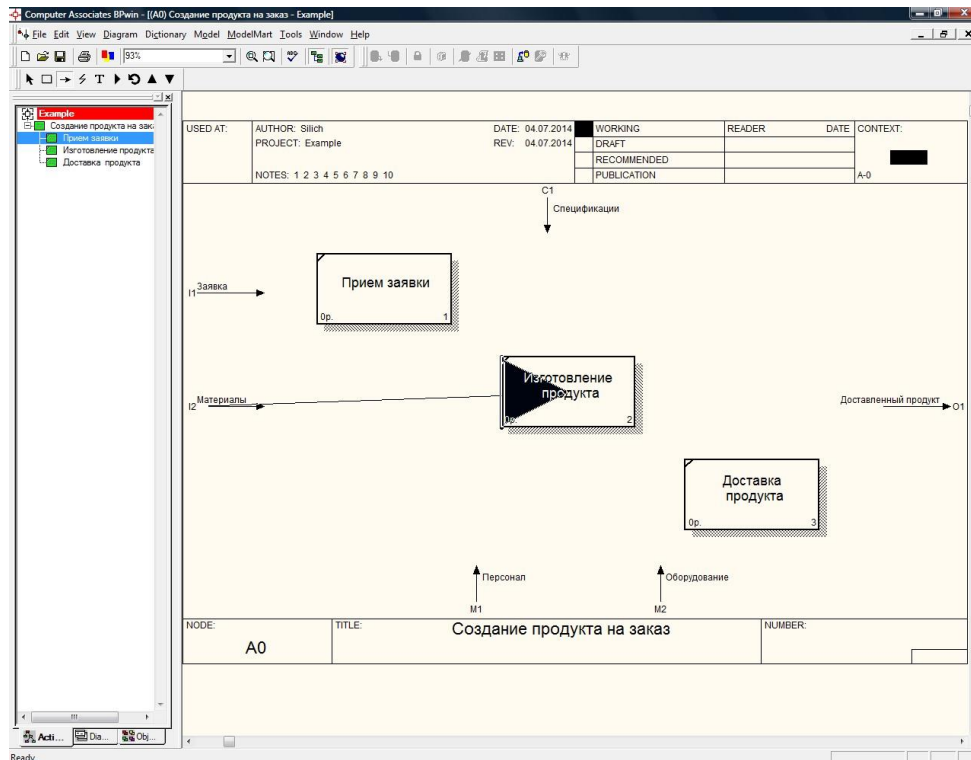 Computer Associates BPwin - [(A0) Создание продукта на заказ - Example]
File Edit View Diagram Dictionary Model ModelMart Tools Window Help
93%
Example
Создание продукта на зак
Прием заявки
Изготовление продукта
Доставка продукта
USED AT:
AUTHOR: Silich
DATE: 04.07.2014
WORKING
READER
DATE
CONTEXT:
PROJECT: Example
REV: 04.07.2014
DRAFT
RECOMMENDED
NOTES: 1 2 3 4 5 6 7 8 9 10
PUBLICATION
A-0
C1
Спецификации
Прием заявки
0р.
1
I1
Заявка
Изготовление
продукта
0р.
2
I2
Материалы
Доставленный продукт
O1
Доставка
продукта
0р.
3
Персонал
Оборудование
M1
M2
NODE:
A0
TITLE:
Создание продукта на заказ
NUMBER:
Acti...
Dia...
Obj...
Ready